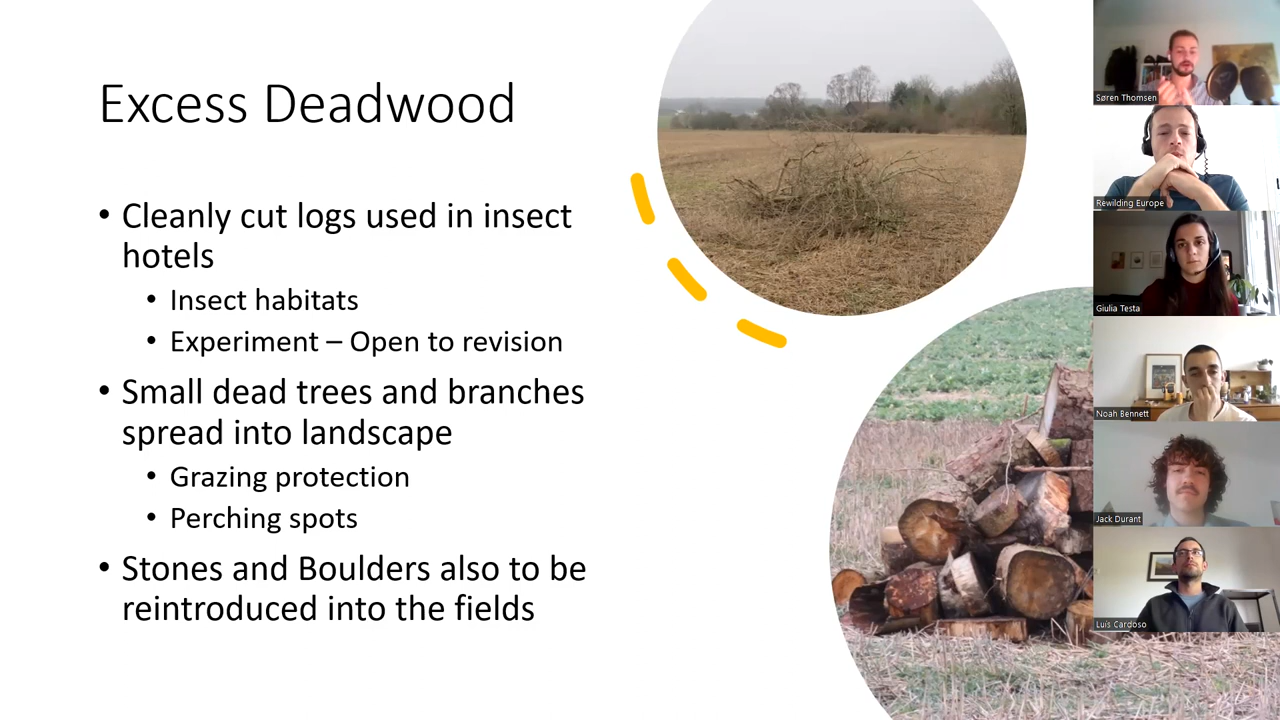 Excess Deadwood
• Cleanly cut logs used in insect
hotels
• Insect habitats
• Experiment – Open to revision
• Small dead trees and branches
spread into landscape
• Grazing protection
• Perching spots
• Stones and Boulders also to be
reintroduced into the fields
Søren Thomsen
Rewilding Europe
Giulia Testa
Noah Bennett
Jack Durant
Luís Cardoso